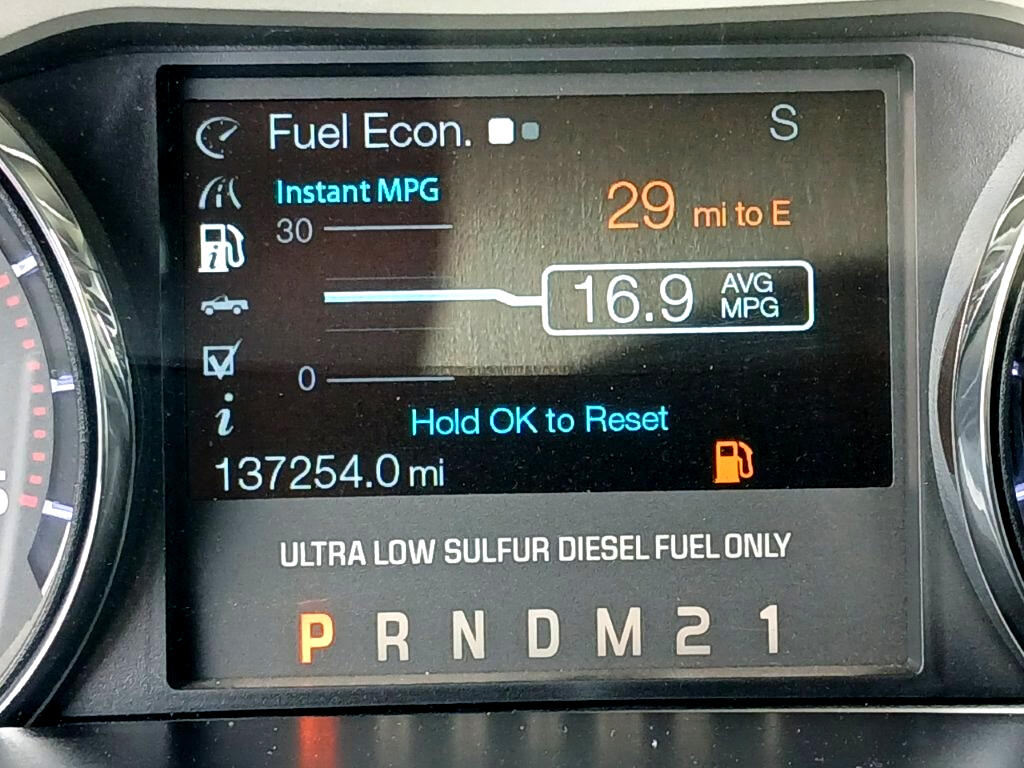 Fuel Econ. S
Instant MPG
29 mi to E
30
16.9 AVG MPG
0
Hold OK to Reset
i
137254.0 mi
ULTRA LOW SULFUR DIESEL FUEL ONLY
P R N D M 2 1